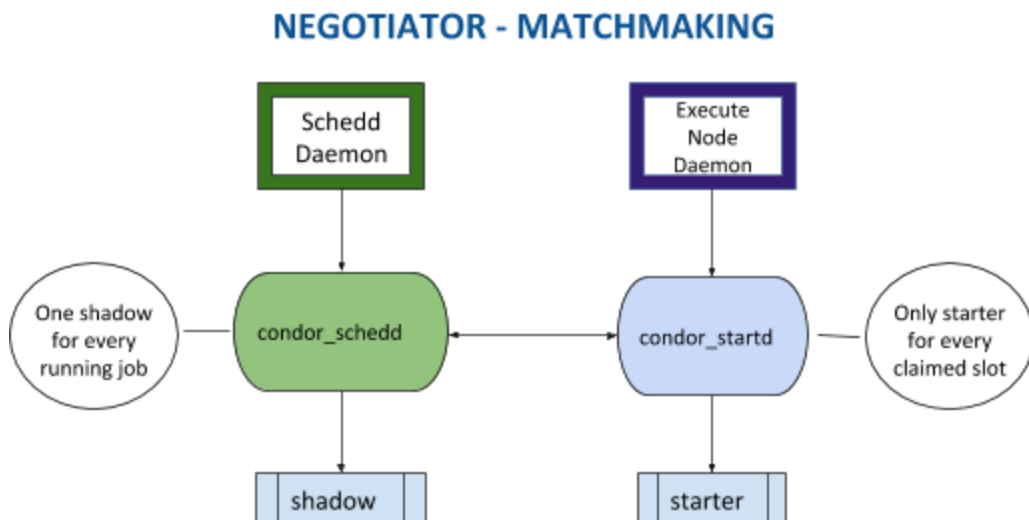 NEGOTIATOR - MATCHMAKING
Schedd
Daemon
Execute
Node
Daemon
One shadow
for every
running job
condor_schedd
condor_startd
Only starter
for every
claimed slot
shadow
starter